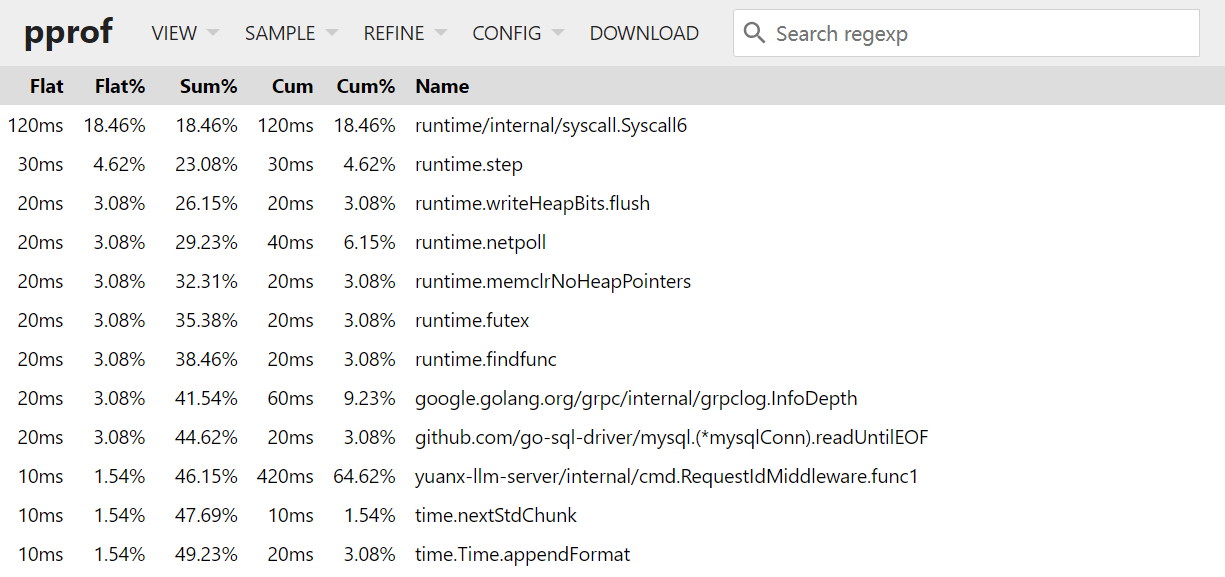 pprof VIEW SAMPLE REFINE CONFIG DOWNLOAD Search regexp
Flat Flat% Sum% Cum Cum% Name
120ms 18.46% 18.46% 120ms 18.46% runtime/internal/syscall.Syscall6
30ms 4.62% 23.08% 30ms 4.62% runtime.step
20ms 3.08% 26.15% 20ms 3.08% runtime.writeHeapBits.flush
20ms 3.08% 29.23% 40ms 6.15% runtime.netpoll
20ms 3.08% 32.31% 20ms 3.08% runtime.memclrNoHeapPointers
20ms 3.08% 35.38% 20ms 3.08% runtime.futex
20ms 3.08% 38.46% 20ms 3.08% runtime.findfunc
20ms 3.08% 41.54% 60ms 9.23% google.golang.org/grpc/internal/grpclog.InfoDepth
20ms 3.08% 44.62% 20ms 3.08% github.com/go-sql-driver/mysql.(*mysqlConn).readUntilEOF
10ms 1.54% 46.15% 420ms 64.62% yuanx-llm-server/internal/cmd.RequestIdMiddleware.func1
10ms 1.54% 47.69% 10ms 1.54% time.nextStdChunk
10ms 1.54% 49.23% 20ms 3.08% time.Time.appendFormat